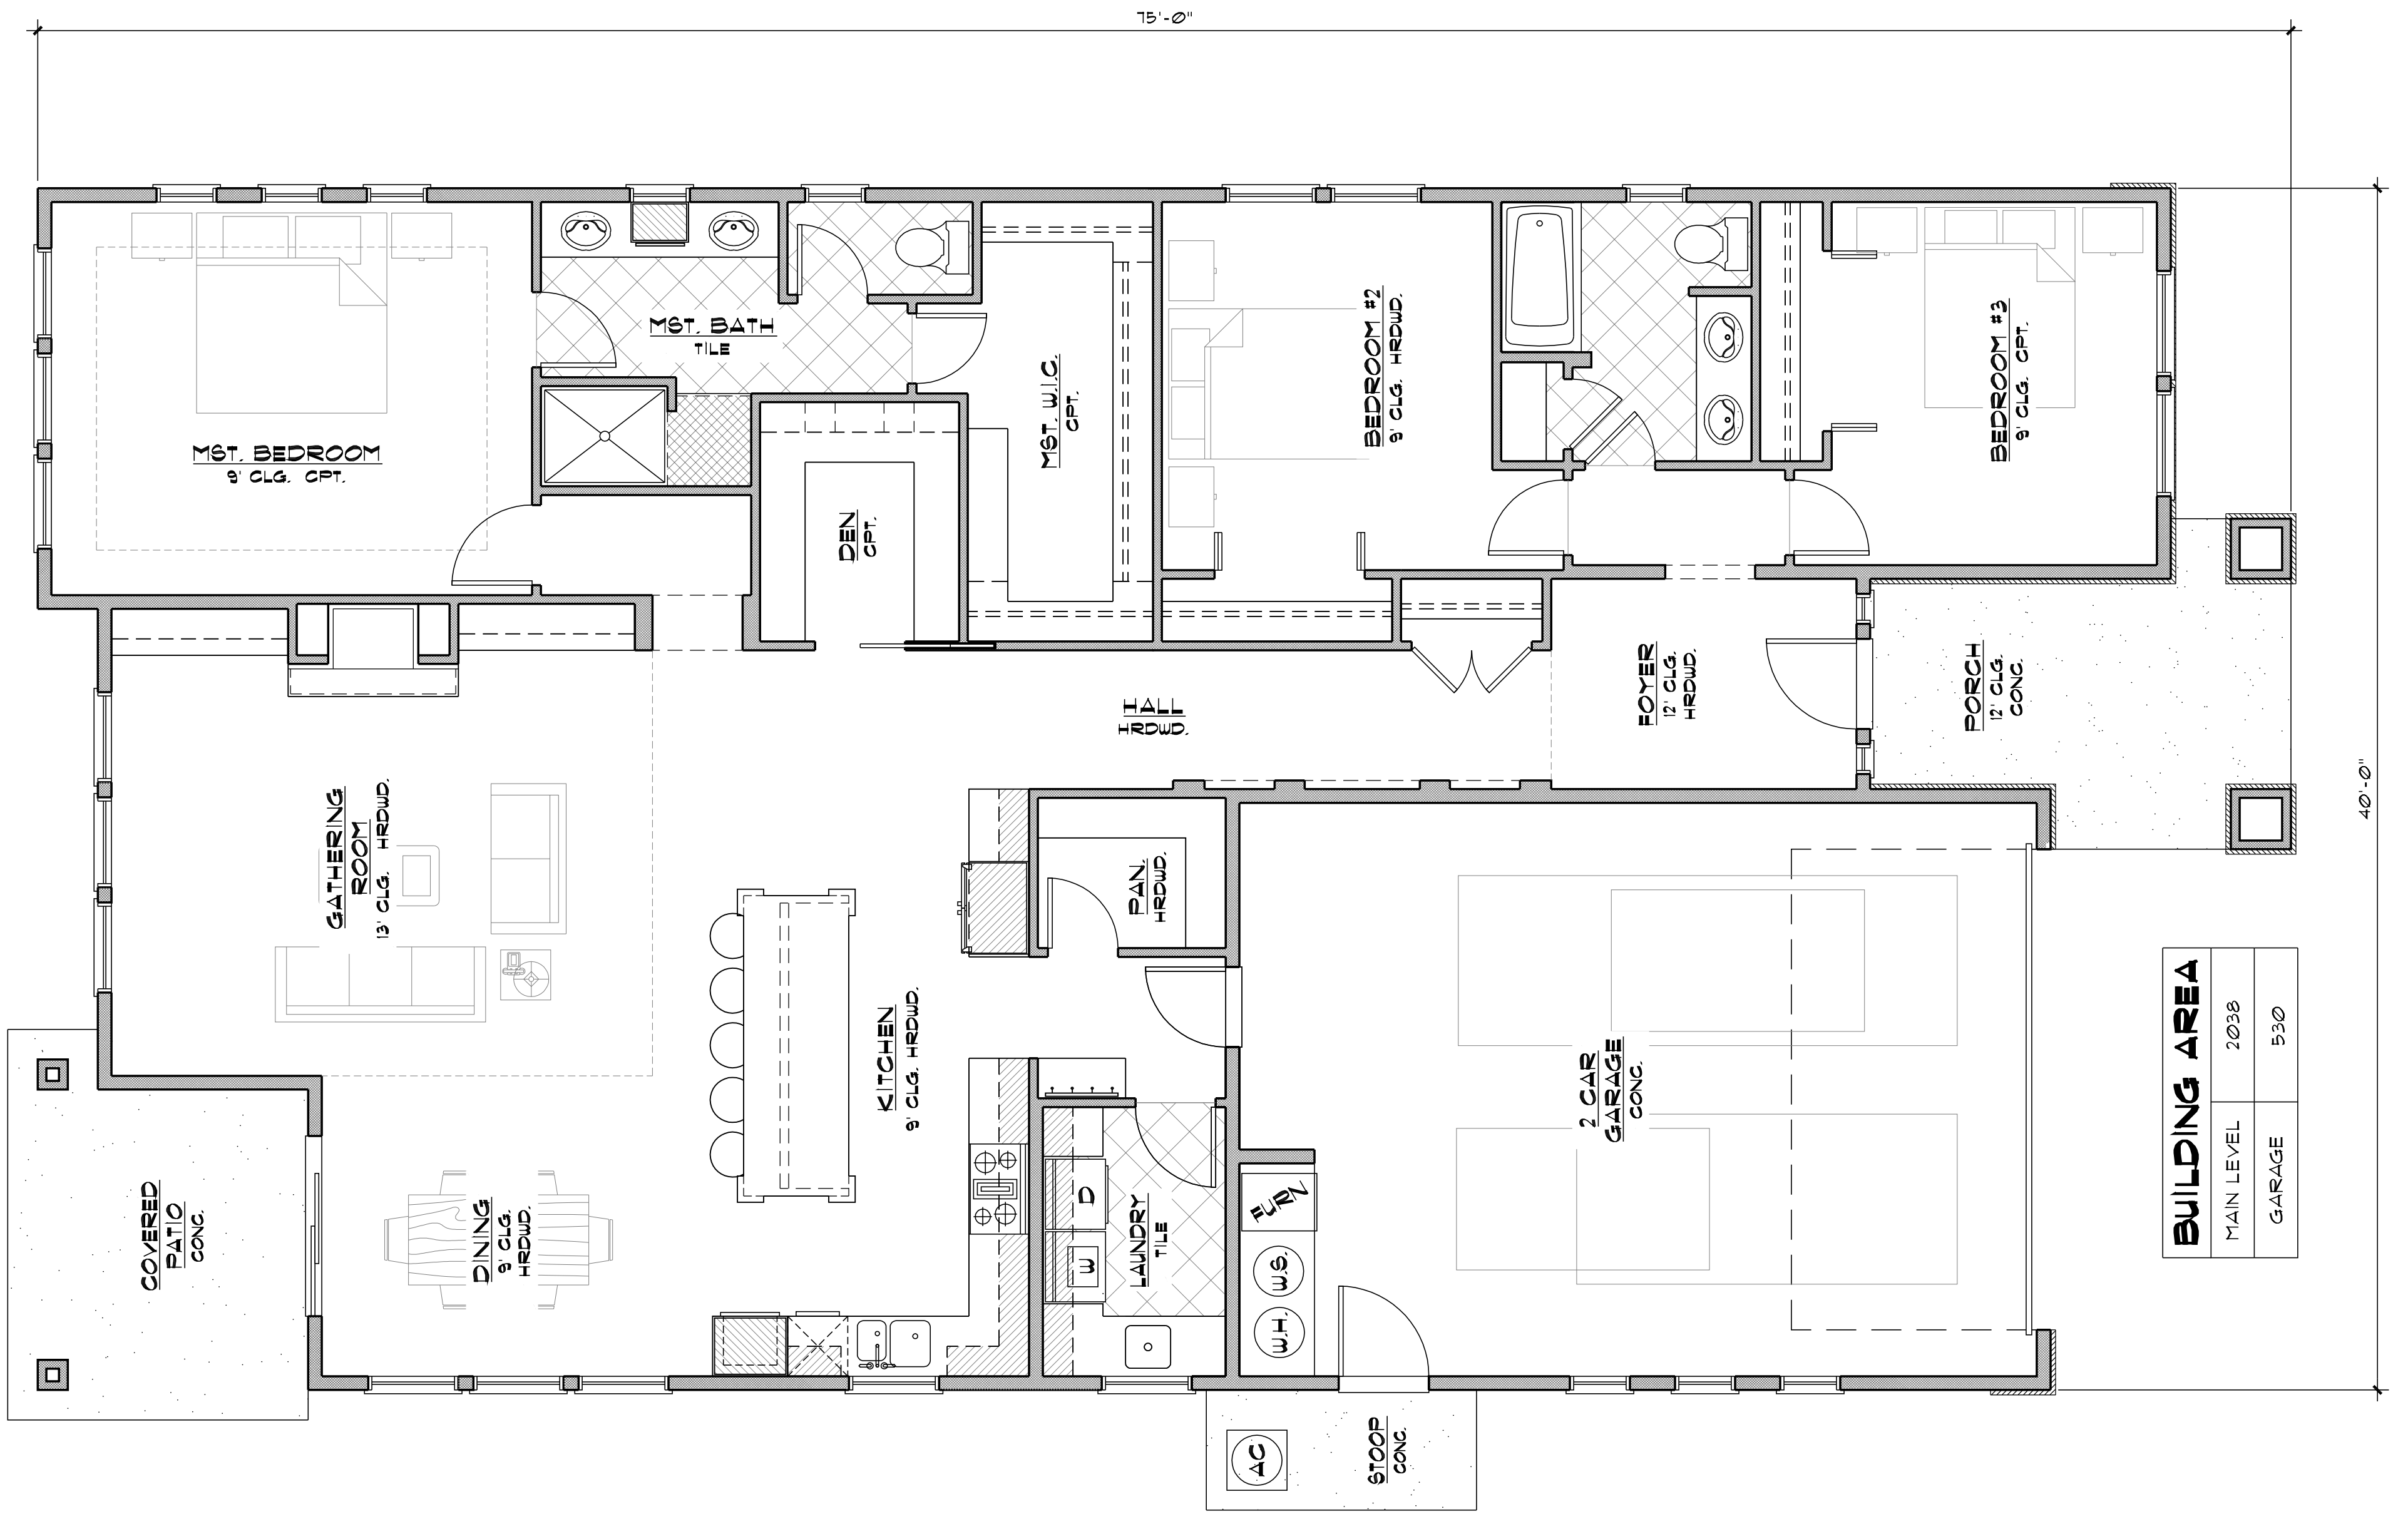 75'-0"
MST. BEDROOM
9' CLG. CPT.
MST. BATH
TILE
DEN
CPT.
MST. W.I.C.
CPT.
BEDROOM #2
9' CLG. HRDWD.
BEDROOM #3
9' CLG. CPT.
HALL
HRDWD.
FOYER
12' CLG.
HRDWD.
PORCH
12' CLG.
CONC.
40'-0"
GATHERING
ROOM
13' CLG. HRDWD.
KITCHEN
9' CLG. HRDWD.
PAN.
HRDWD.
2 CAR
GARAGE
CONC.
COVERED
PATIO
CONC.
DINING
9' CLG.
HRDWD.
D
W
LAUNDRY
TILE
FURN
W.S.
W.H.
AC
STOOP
CONC.
BUILDING AREA
MAIN LEVEL 2038
GARAGE 530